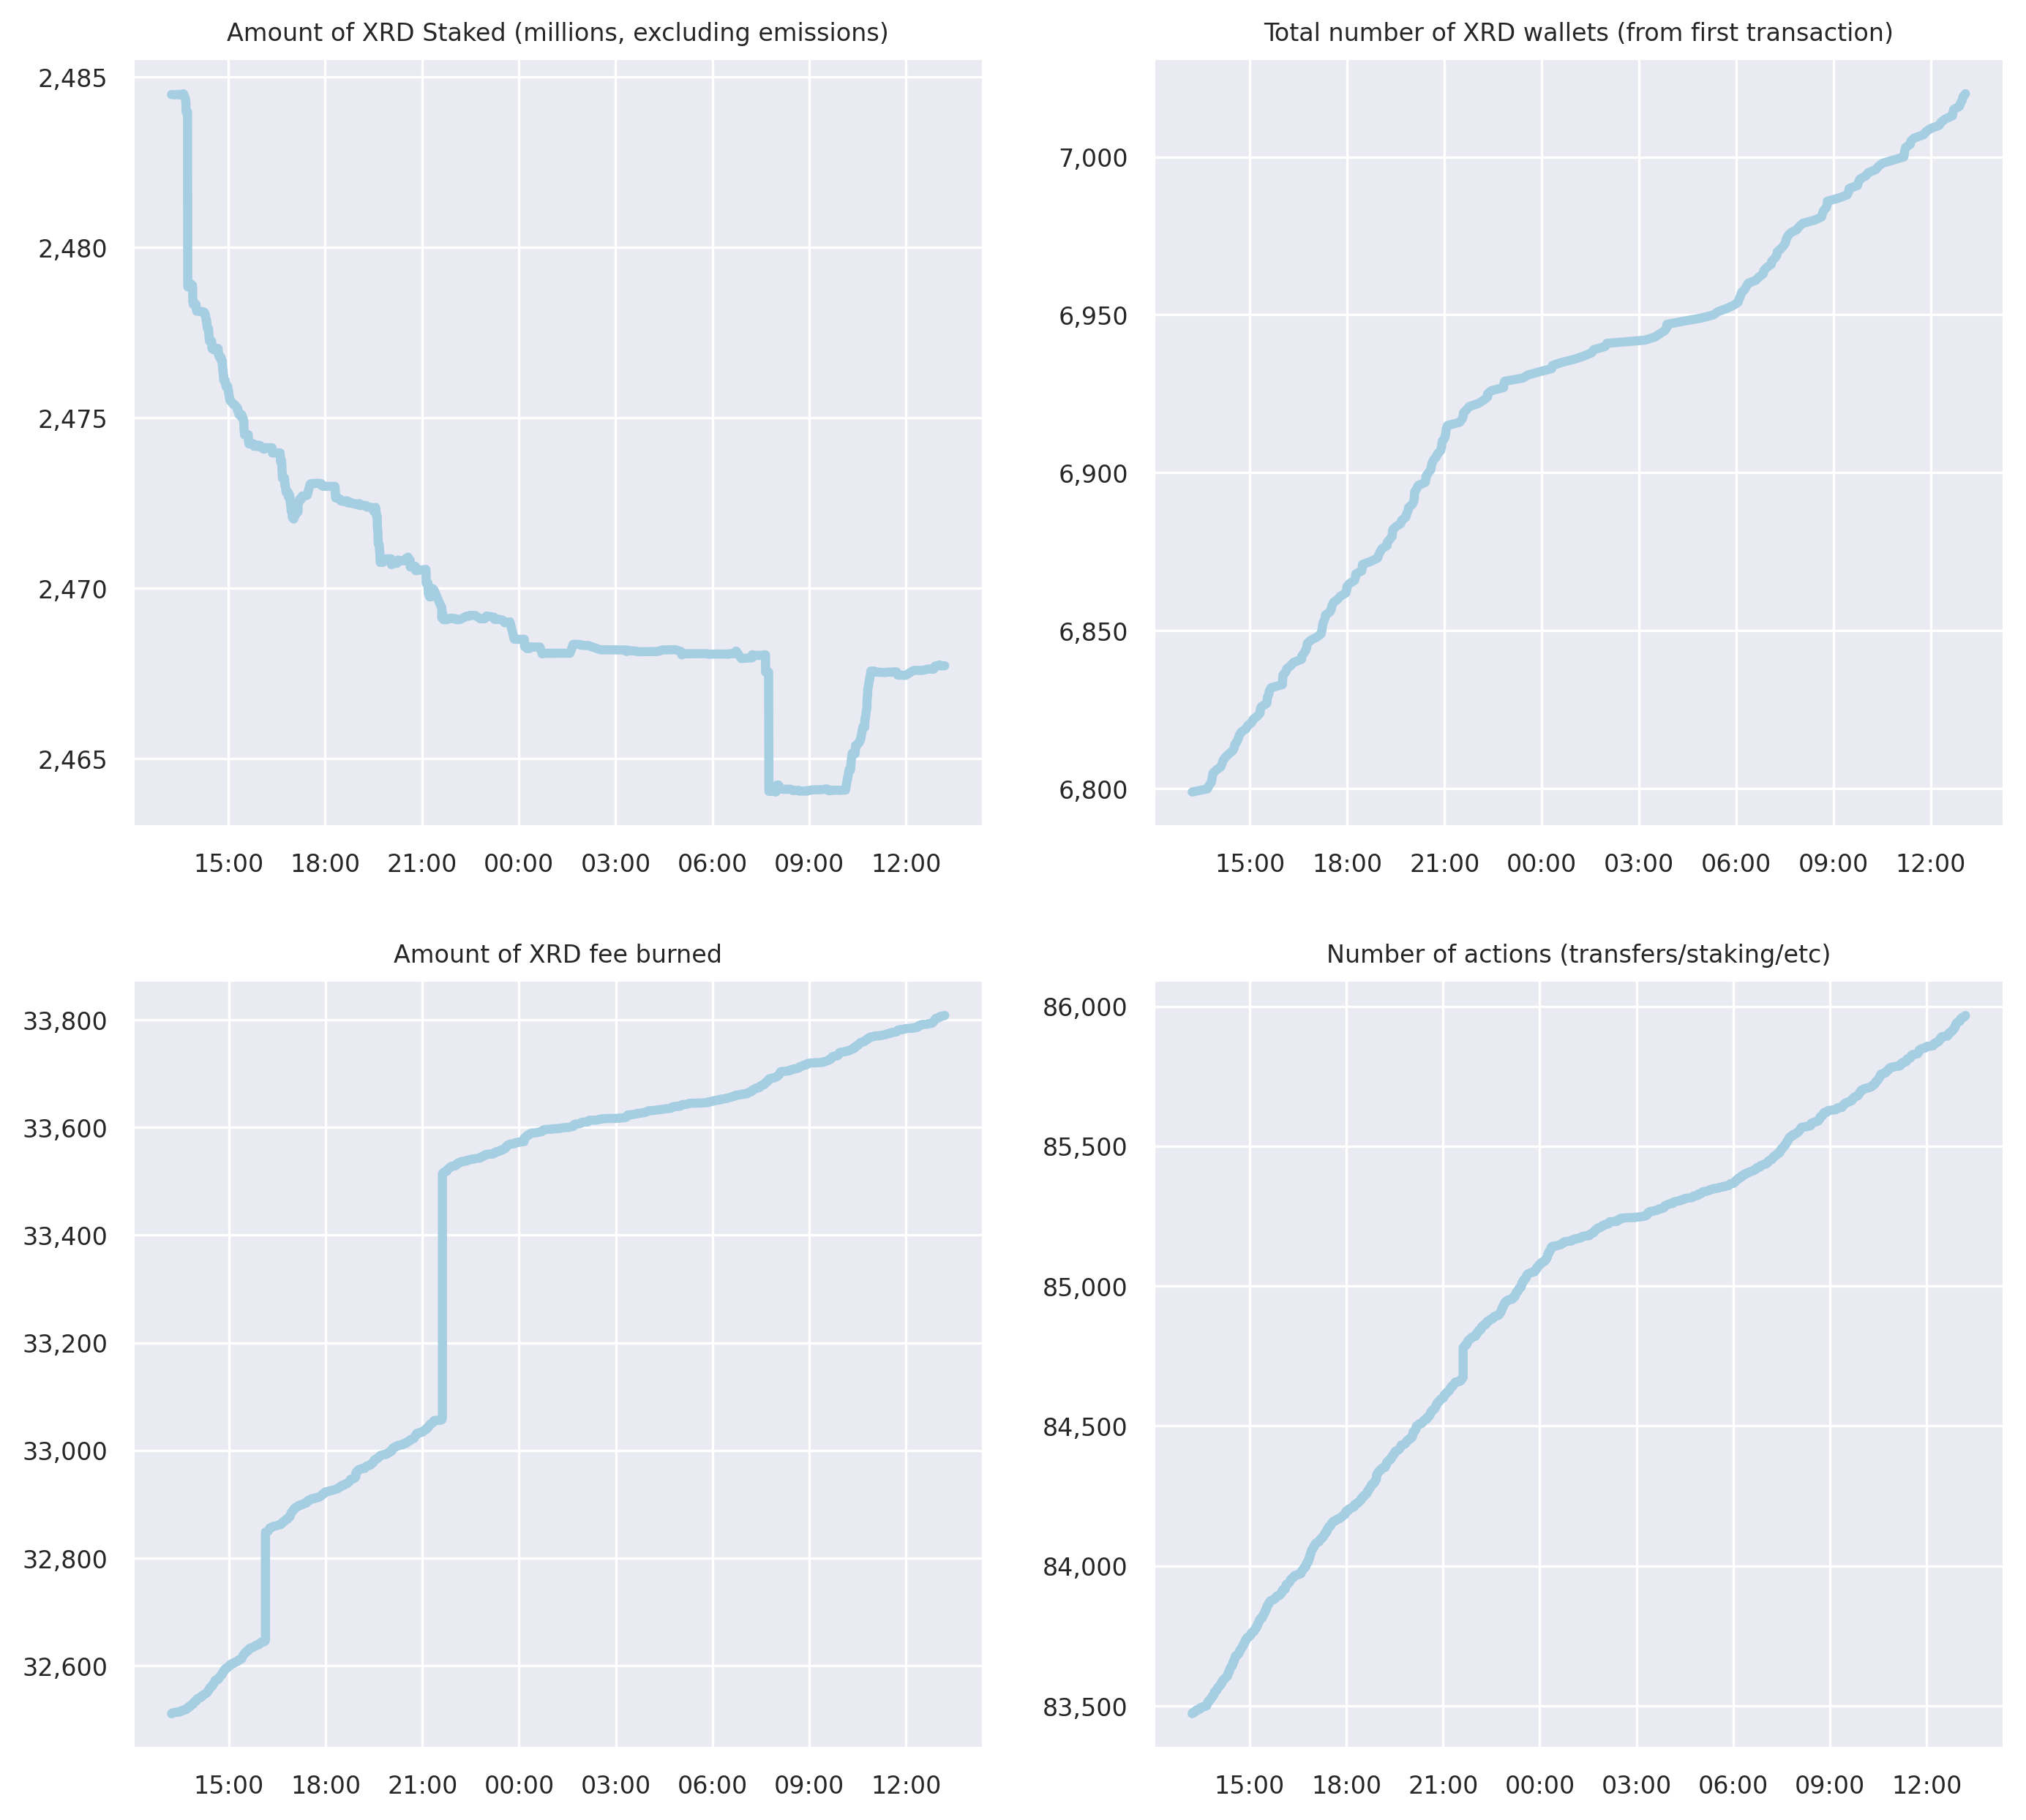 Amount of XRD Staked (millions, excluding emissions)
2,485
2,480
2,475
2,470
2,465
15:00 18:00 21:00 00:00 03:00 06:00 09:00 12:00
Total number of XRD wallets (from first transaction)
7,000
6,950
6,900
6,850
6,800
15:00 18:00 21:00 00:00 03:00 06:00 09:00 12:00
Amount of XRD fee burned
33,800
33,600
33,400
33,200
33,000
32,800
32,600
15:00 18:00 21:00 00:00 03:00 06:00 09:00 12:00
Number of actions (transfers/staking/etc)
86,000
85,500
85,000
84,500
84,000
83,500
15:00 18:00 21:00 00:00 03:00 06:00 09:00 12:00